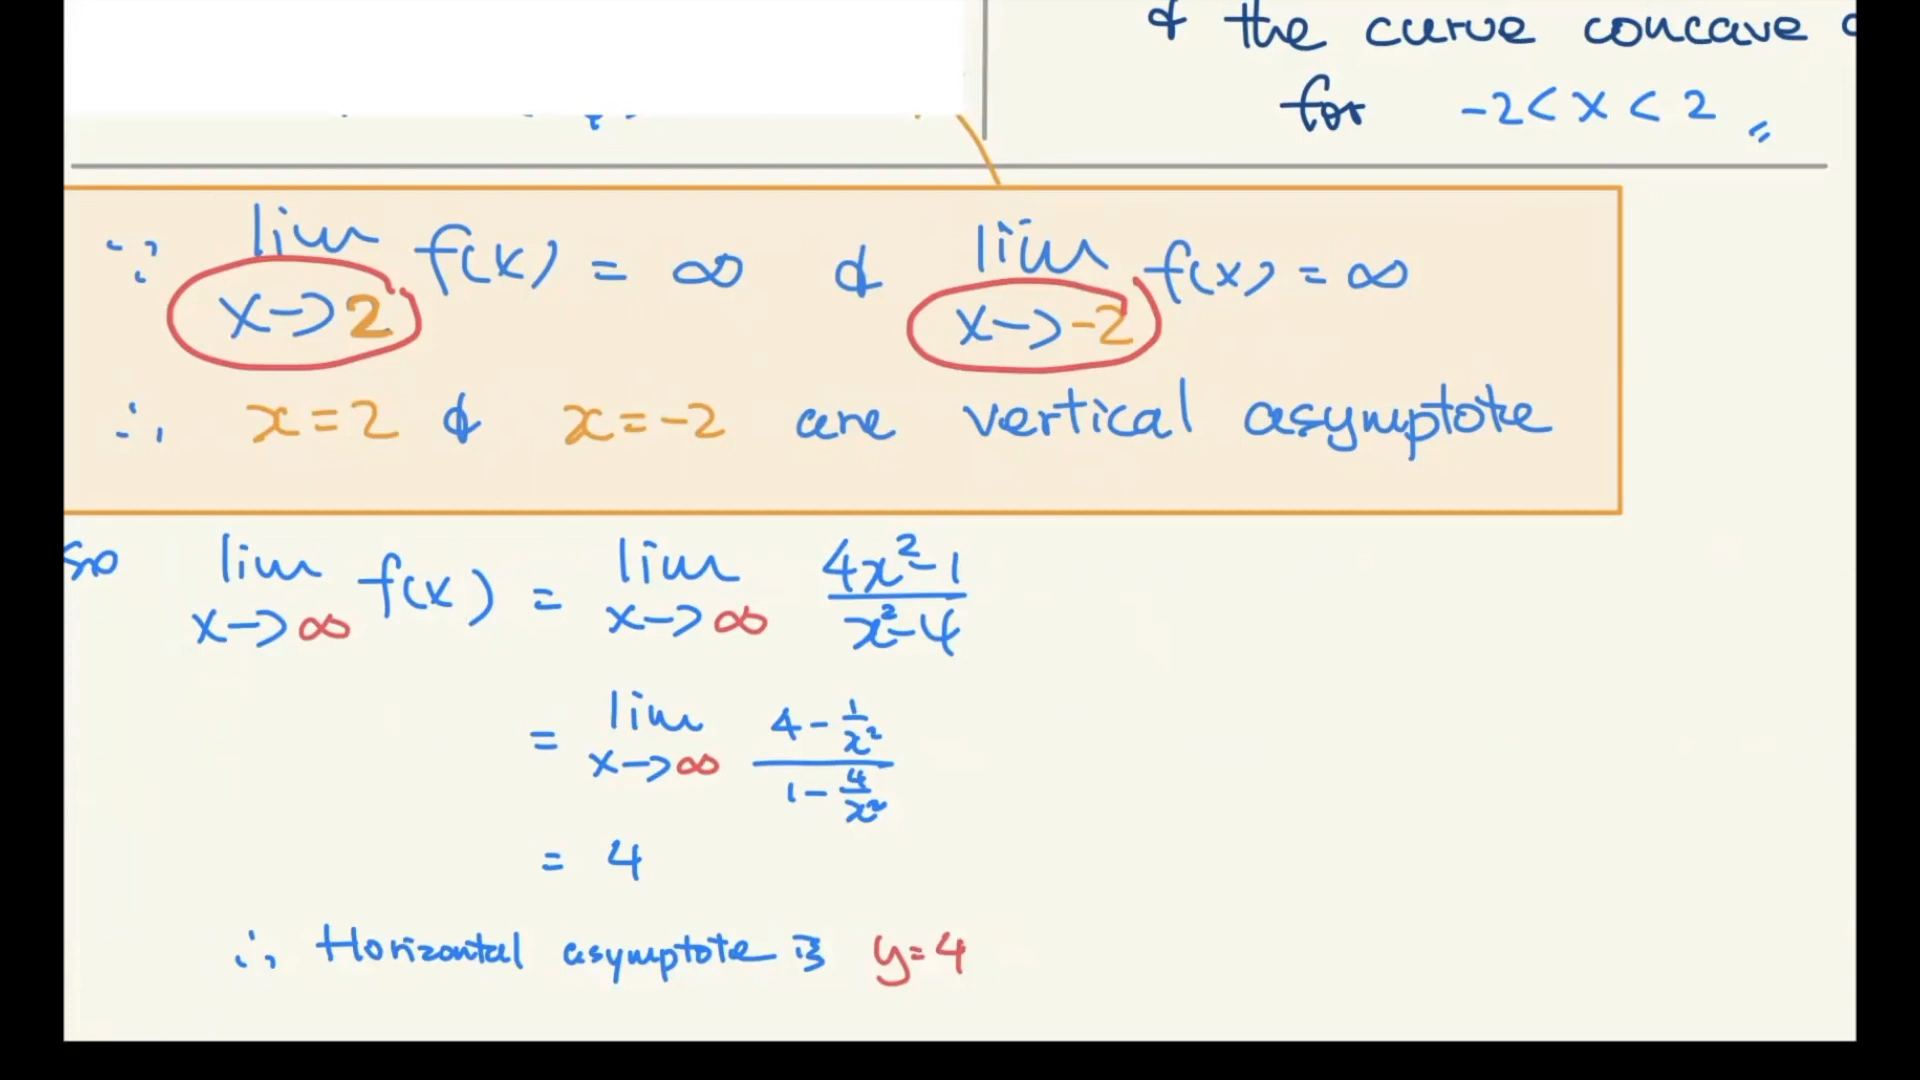 & the curve concave
for -2 < x < 2 〃
∵ lim x→2 f(x) = ∞ & lim x→-2 f(x) = ∞
∴ x = 2 & x = -2 are vertical asymptote
so lim x→∞ f(x) = lim x→∞ (4x²-1)/(x²-4)
= lim x→∞ (4 - 1/x²)/(1 - 4/x²)
= 4
∴ Horizontal asymptote is y = 4